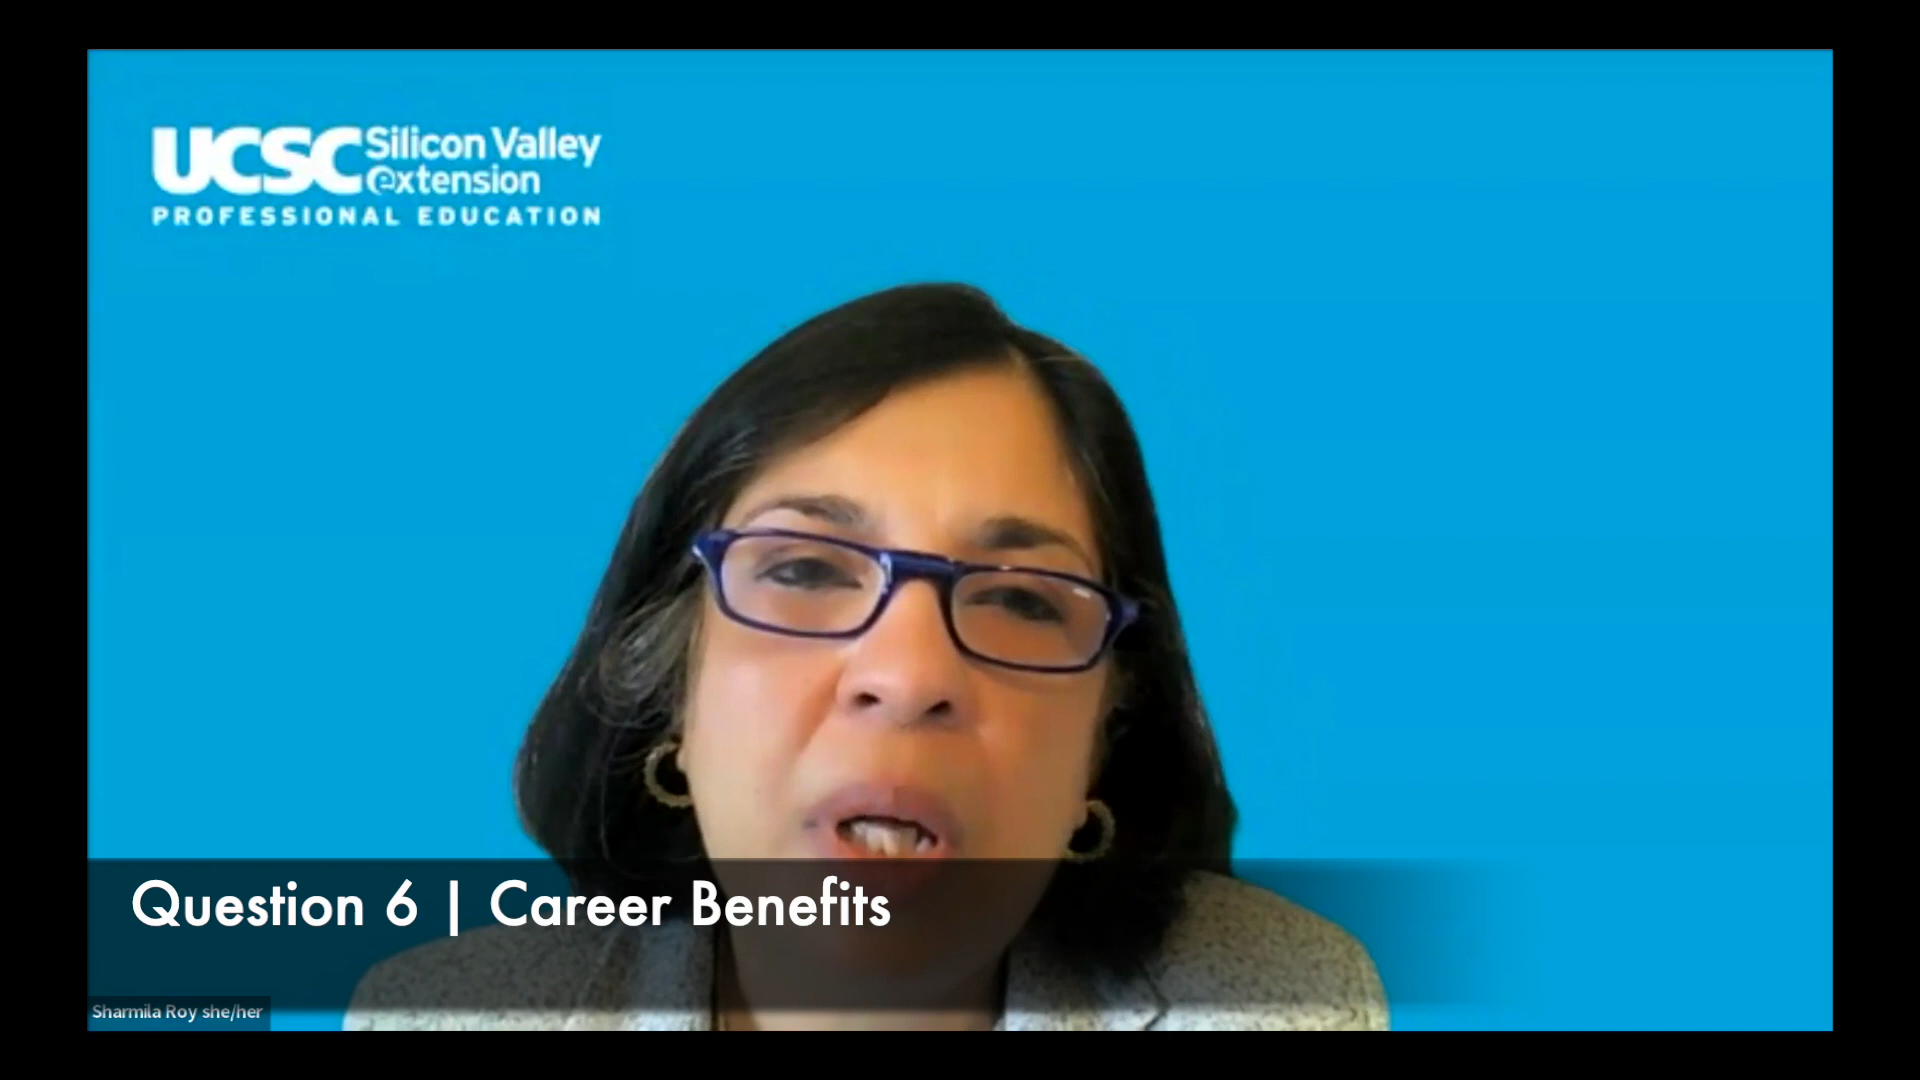 UCSC Silicon Valley
extension
PROFESSIONAL EDUCATION
Question 6 | Career Benefits
Sharmila Roy she/her